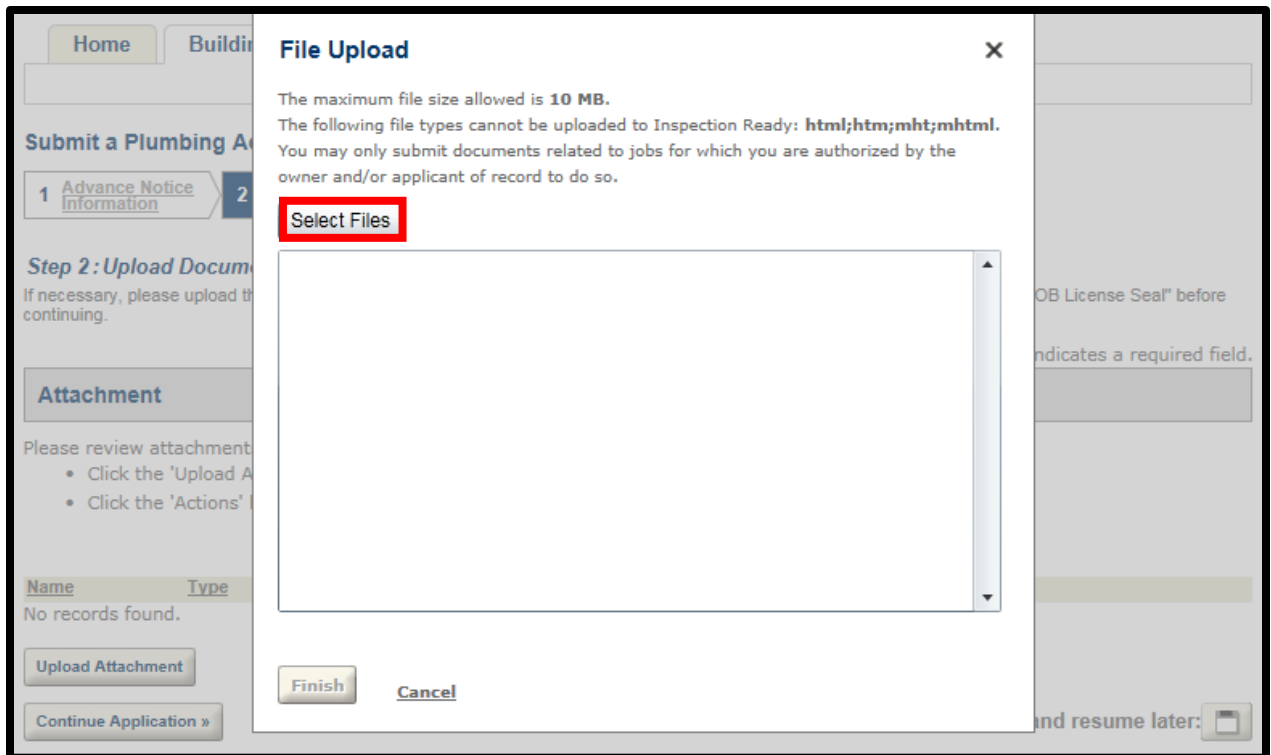 Home
Buildin
File Upload
The maximum file size allowed is 10 MB.
The following file types cannot be uploaded to Inspection Ready: html;htm;mht;mhtml.
You may only submit documents related to jobs for which you are authorized by the
owner and/or applicant of record to do so.
Select Files
Finish
Cancel
Submit a Plumbing
1 Advance Notice
Information
2
Step 2 : Upload
If necessary, please upload
OB License Seal" before
continuing.
ndicates a required field.
Attachment
Please review attachment
• Click the 'Upload A
• Click the 'Actions'
Name Type
No records found.
Upload Attachment
Continue Application »
and resume later: